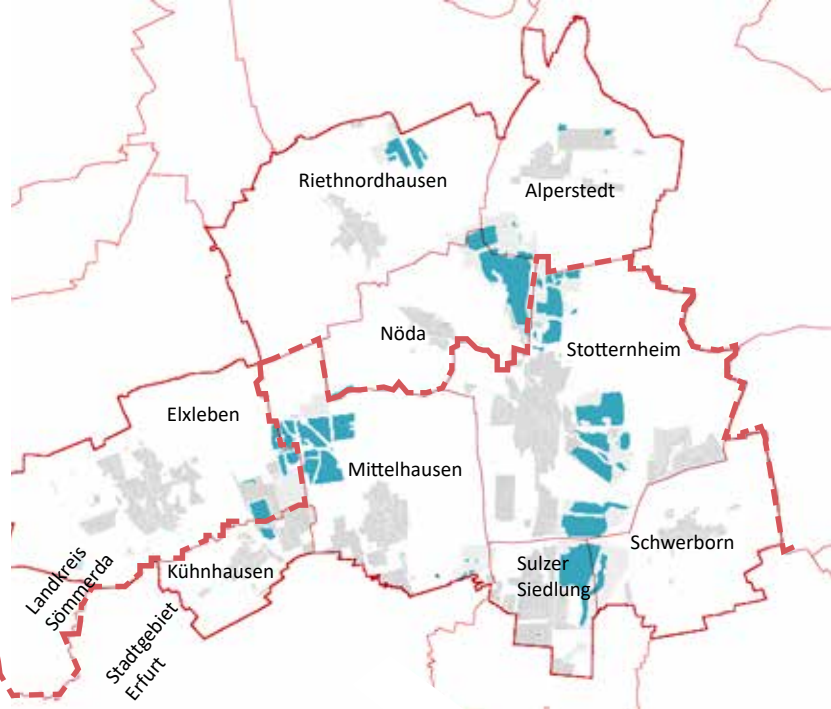 Riethnordhausen
Alperstedt
Nöda
Stotternheim
Elxleben
Mittelhausen
Schwerborn
Sulzer
Siedlung
Kühnhausen
Landkreis
Sömmerda
Stadtgebiet
Erfurt